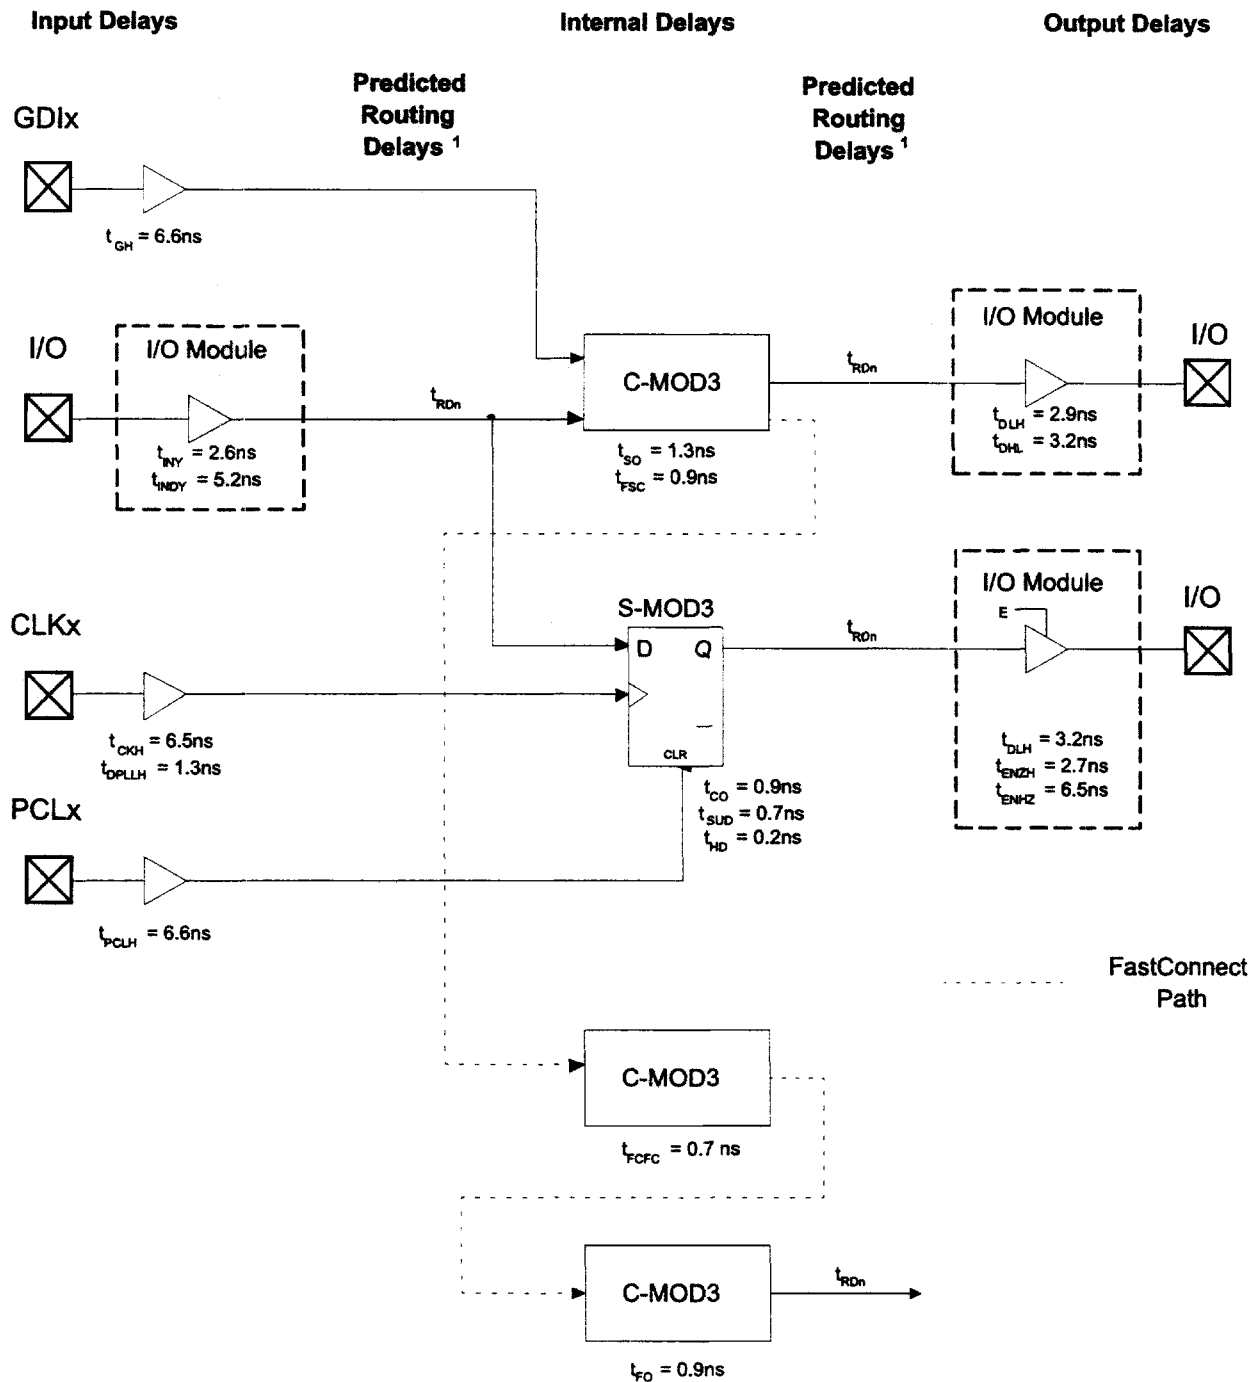 Input Delays
Internal Delays
Output Delays
Predicted
Routing
Delays 1
Predicted
Routing
Delays 1
GDIx
tGH = 6.6ns
I/O
I/O Module
tINY = 2.6ns
tINDY = 5.2ns
tRDn
C-MOD3
tSO = 1.3ns
tFSC = 0.9ns
tRDn
I/O Module
tDLH = 2.9ns
tDHL = 3.2ns
I/O
CLKx
tCKH = 6.5ns
tDPLLH = 1.3ns
S-MOD3
D Q
CLR
tCO = 0.9ns
tSUD = 0.7ns
tHD = 0.2ns
tRDn
I/O Module
E
tDLH = 3.2ns
tENZH = 2.7ns
tENHZ = 6.5ns
I/O
PCLx
tPCLH = 6.6ns
FastConnect
Path
C-MOD3
tFCFC = 0.7 ns
C-MOD3
tRDn
tFO = 0.9ns